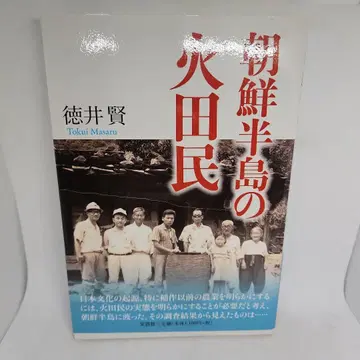 朝鮮半島の
火田民
徳井賢
Tokui Masaru
日本文化の起源、特に稲作以前の農業を明らかにする
には、火田民の実態を明らかにすることが必要だと考え、
朝鮮半島に渡った。その調査結果から見えたものは――